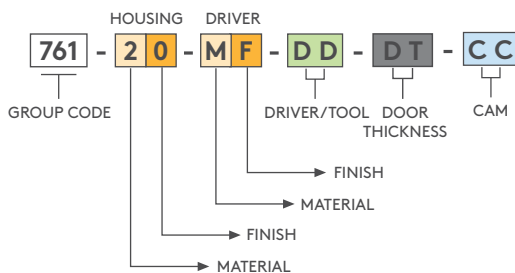 HOUSING DRIVER
761 - 2 0 - M F - D D - D T - C C
GROUP CODE
DRIVER/TOOL
DOOR
THICKNESS
CAM
FINISH
MATERIAL
FINISH
MATERIAL